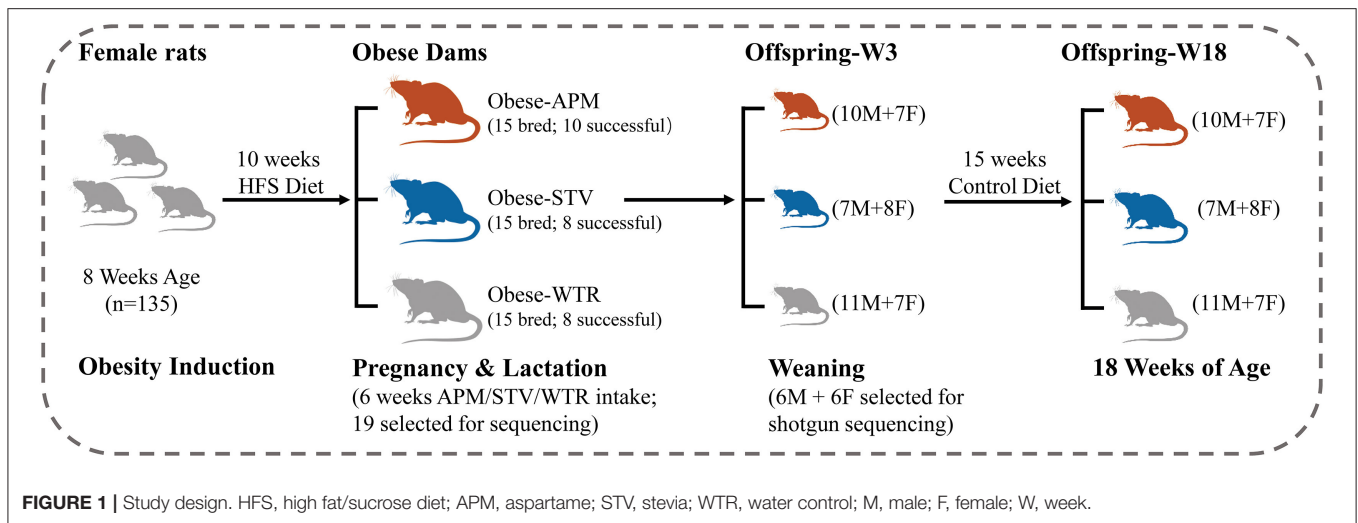 Female rats
8 Weeks Age
(n=135)
Obesity Induction
10 weeks
HFS Diet
Obese Dams
Obese-APM
(15 bred; 10 successful)
Obese-STV
(15 bred; 8 successful)
Obese-WTR
(15 bred; 8 successful)
Pregnancy & Lactation
(6 weeks APM/STV/WTR intake;
19 selected for sequencing)
Offspring-W3
(10M+7F)
(7M+8F)
(11M+7F)
Weaning
(6M + 6F selected for
shotgun sequencing)
15 weeks
Control Diet
Offspring-W18
(10M+7F)
(7M+8F)
(11M+7F)
18 Weeks of Age
FIGURE 1 | Study design. HFS, high fat/sucrose diet; APM, aspartame; STV, stevia; WTR, water control; M, male; F, female; W, week.